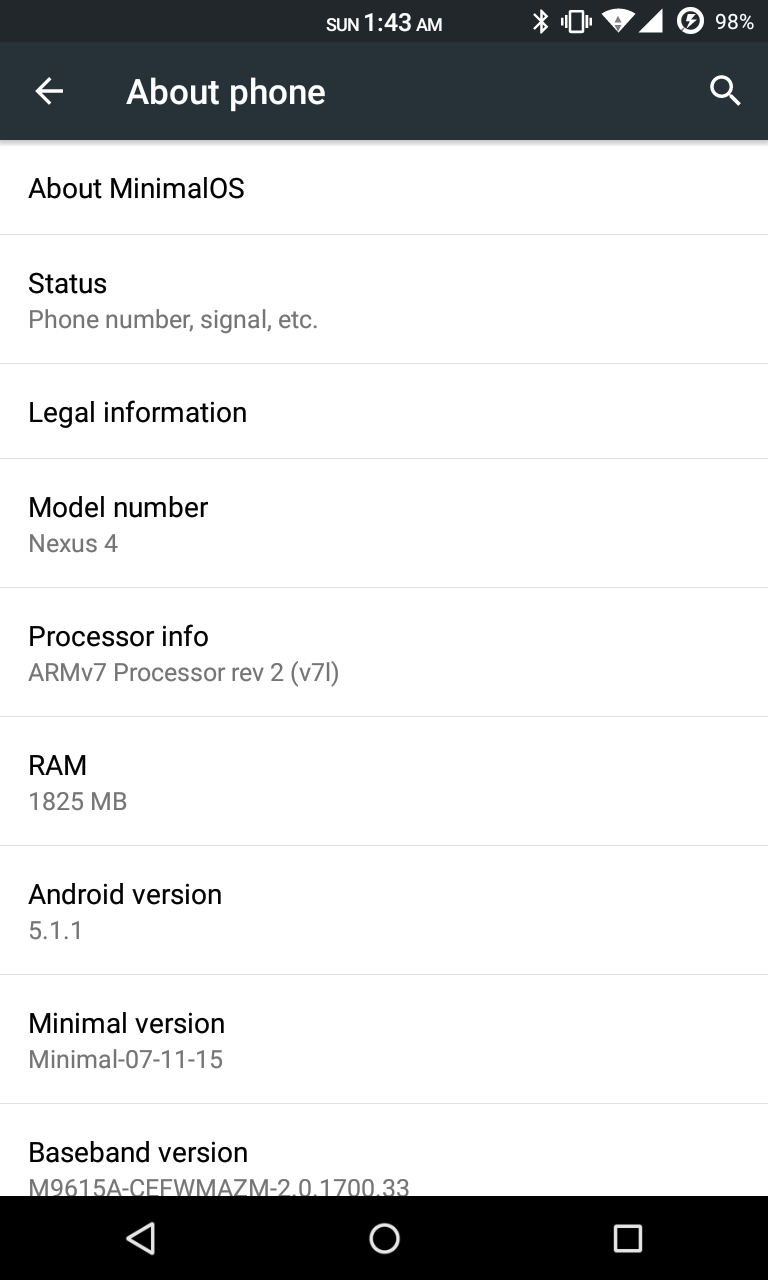 SUN 1:43 AM 98%
About phone
About MinimalOS
Status
Phone number, signal, etc.
Legal information
Model number
Nexus 4
Processor info
ARMv7 Processor rev 2 (v7l)
RAM
1825 MB
Android version
5.1.1
Minimal version
Minimal-07-11-15
Baseband version
M9615A-CEFWMAZM-2.0.1700.33